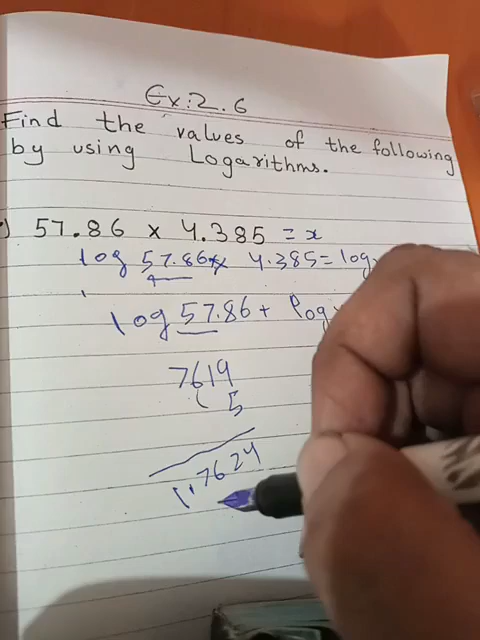 Ex:2.6
Find the values of the following
by using Logarithms.
) 57.86 x 4.385 = x
log 57.86 x 4.385 = log
log 57.86 + log
7619
5
1.7624